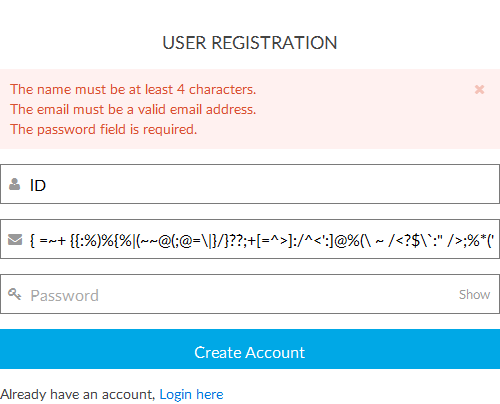 USER REGISTRATION
The name must be at least 4 characters.
The email must be a valid email address.
The password field is required.
ID
{ =~+ {{:%)%{%|(~~@(;@=\|}/}??;+[=^>]:/^<':]@%(\ ~ /<?$\`:" />;%*('
Password
Show
Create Account
Already have an account, Login here